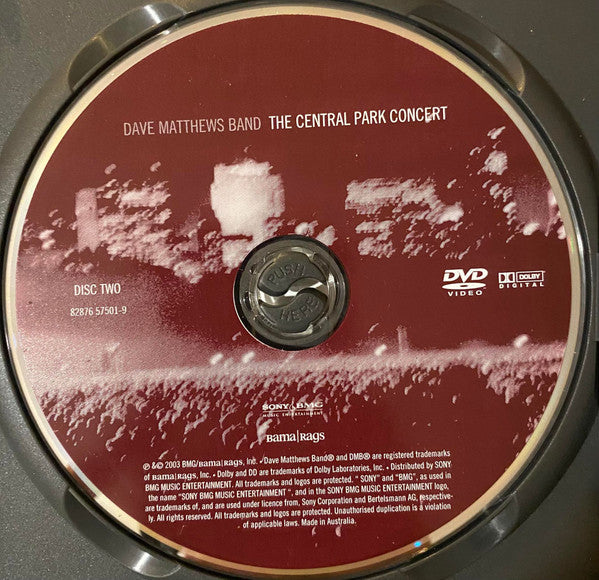 DAVE MATTHEWS BAND THE CENTRAL PARK CONCERT
DISC TWO
82876 57501-9
PUSH
HERE
DVD
VIDEO
DOLBY
DIGITAL
SONY BMG
MUSIC ENTERTAINMENT
BAMA|RAGS
℗ & © 2003 BMG/BAMA|RAGS, Inc. • Dave Matthews Band® and DMB® are registered trademarks
of BAMA|RAGS, Inc. • Dolby and DD are trademarks of Dolby Laboratories, Inc. • Distributed by SONY
BMG MUSIC ENTERTAINMENT. All trademarks and logos are protected. " SONY" and "BMG", as used in
the name "SONY BMG MUSIC ENTERTAINMENT ", and in the SONY BMG MUSIC ENTERTAINMENT logo,
are trademarks of, and are used under licence from, Sony Corporation and Bertelsmann AG, respective-
ly. All rights reserved. All trademarks and logos are protected. Unauthorised duplication is a violation
of applicable laws. Made in Australia.